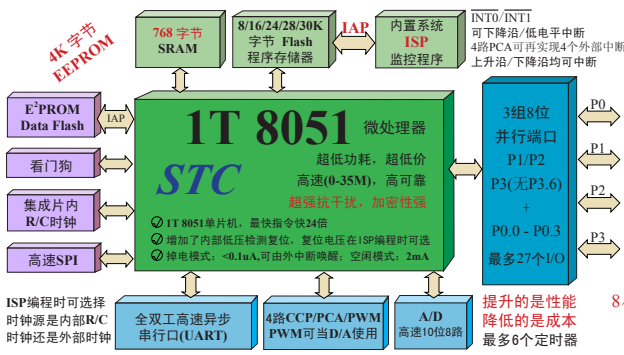 4K 字节
EEPROM
768 字节
SRAM
8/16/24/28/30K
字节 Flash
程序存储器
IAP
内置系统
ISP
监控程序
INT0/INT1
可下降沿/低电平中断
4路PCA可再实现4个外部中断
上升沿/下降沿均可中断
E²PROM
Data Flash
IAP
看门狗
集成片内
R/C时钟
高速SPI
1T 8051 微处理器
STC
超低功耗，超低价
高速(0-35M)，高可靠
超强抗干扰，加密性强
1T 8051单片机，最快指令快24倍
增加了内部低压检测复位，复位电压在ISP编程时可选
掉电模式：<0.1uA,可由外中断唤醒；空闲模式：2mA
3组8位
并行端口
P1/P2
P3(无P3.6)
+
P0.0 - P0.3
最多27个I/O
P0
P1
P2
P3
ISP编程时可选择
时钟源是内部R/C
时钟还是外部时钟
全双工高速异步
串行口(UART)
4路CCP/PCA/PWM
PWM可当D/A使用
A/D
高速10位8路
提升的是性能
降低的是成本
最多6个定时器